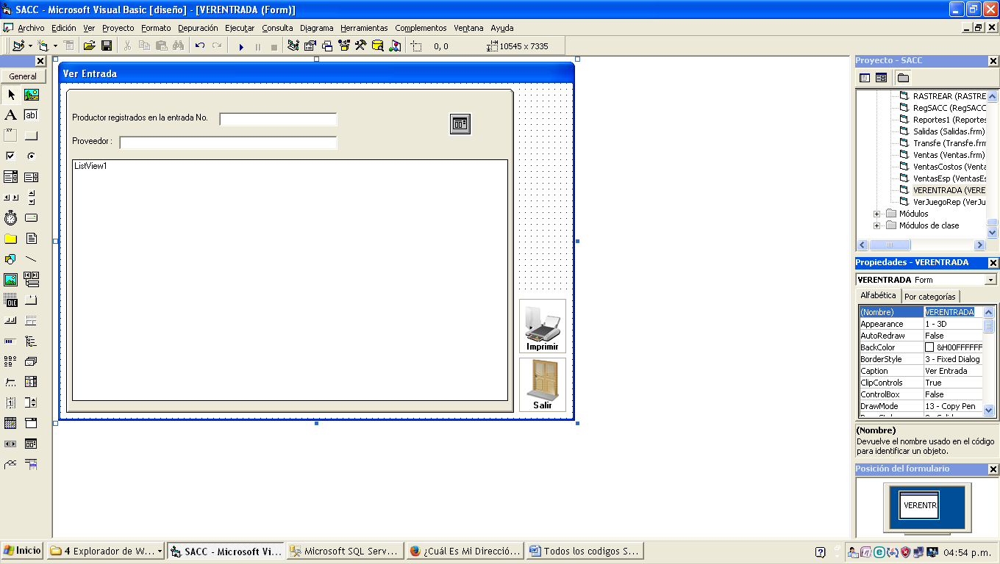 SACC - Microsoft Visual Basic [diseño] - [VERENTRADA (Form)]
Archivo Edición Ver Proyecto Formato Depuración Ejecutar Consulta Diagrama Herramientas Complementos Ventana Ayuda
0, 0 10545 x 7335
General
A ab|
xy
OLE
Ver Entrada
Productor registrados en la entrada No.
Proveedor :
ListView1
Imprimir
Salir
Proyecto - SACC
RASTREAR (RASTRE
RegSACC (RegSACC
Reportes1 (Reportes
Salidas (Salidas.frm)
Transfe (Transfe.frm
Ventas (Ventas.frm)
VentasCostos (Venta
VentasEsp (VentasEs
VERENTRADA (VERE
VerJuegoRep (VerJu
Módulos
Módulos de clase
Propiedades - VERENTRADA
VERENTRADA Form
Alfabética Por categorías
(Nombre) VERENTRADA
Appearance 1 - 3D
AutoRedraw False
BackColor &H00FFFFFF
BorderStyle 3 - Fixed Dialog
Caption Ver Entrada
ClipControls True
ControlBox False
DrawMode 13 - Copy Pen
(Nombre)
Devuelve el nombre usado en el código
para identificar un objeto.
Posición del formulario
VERENTR
Inicio 4 Explorador de W... SACC - Microsoft Vi... Microsoft SQL Serv... ¿Cuál Es Mi Direcció... Todos los codigos S... 04:54 p.m.